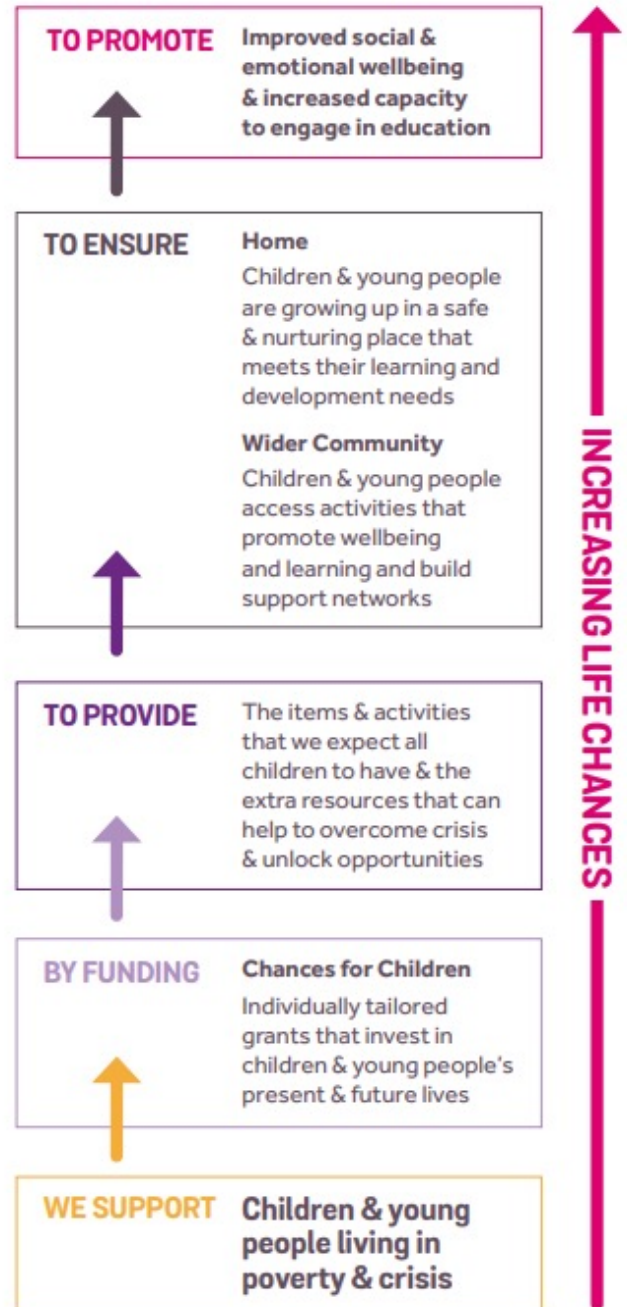 TO PROMOTE
Improved social &
emotional wellbeing
& increased capacity
to engage in education
TO ENSURE
Home
Children & young people
are growing up in a safe
& nurturing place that
meets their learning and
development needs
Wider Community
Children & young people
access activities that
promote wellbeing
and learning and build
support networks
TO PROVIDE
The items & activities
that we expect all
children to have & the
extra resources that can
help to overcome crisis
& unlock opportunities
BY FUNDING
Chances for Children
Individually tailored
grants that invest in
children & young people's
present & future lives
WE SUPPORT
Children & young
people living in
poverty & crisis
INCREASING LIFE CHANCES